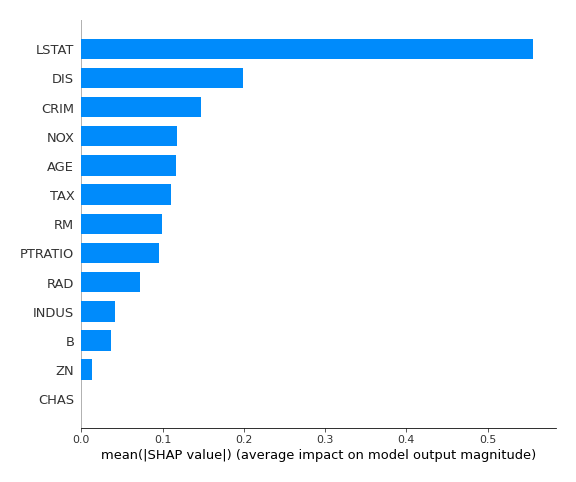 LSTAT
DIS
CRIM
NOX
AGE
TAX
RM
PTRATIO
RAD
INDUS
B
ZN
CHAS
0.0 0.1 0.2 0.3 0.4 0.5
mean(|SHAP value|) (average impact on model output magnitude)